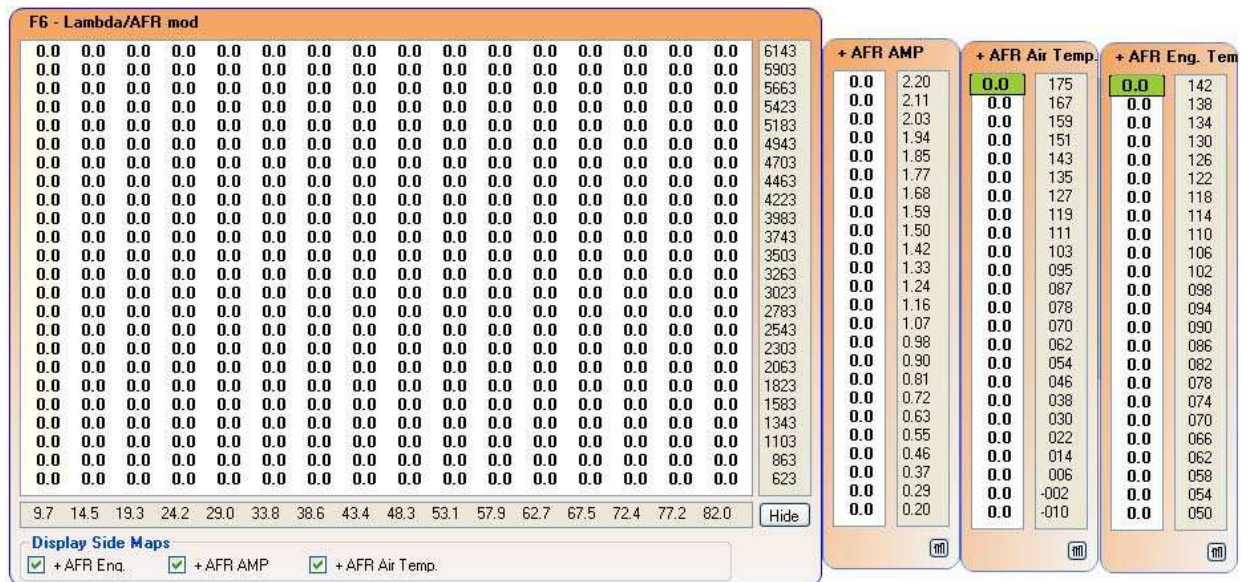 F6 - Lambda/AFR mod
0.0 0.0 0.0 0.0 0.0 0.0 0.0 0.0 0.0 0.0 0.0 0.0 0.0 0.0 0.0 0.0 6143
0.0 0.0 0.0 0.0 0.0 0.0 0.0 0.0 0.0 0.0 0.0 0.0 0.0 0.0 0.0 0.0 5903
0.0 0.0 0.0 0.0 0.0 0.0 0.0 0.0 0.0 0.0 0.0 0.0 0.0 0.0 0.0 0.0 5663
0.0 0.0 0.0 0.0 0.0 0.0 0.0 0.0 0.0 0.0 0.0 0.0 0.0 0.0 0.0 0.0 5423
0.0 0.0 0.0 0.0 0.0 0.0 0.0 0.0 0.0 0.0 0.0 0.0 0.0 0.0 0.0 0.0 5183
0.0 0.0 0.0 0.0 0.0 0.0 0.0 0.0 0.0 0.0 0.0 0.0 0.0 0.0 0.0 0.0 4943
0.0 0.0 0.0 0.0 0.0 0.0 0.0 0.0 0.0 0.0 0.0 0.0 0.0 0.0 0.0 0.0 4703
0.0 0.0 0.0 0.0 0.0 0.0 0.0 0.0 0.0 0.0 0.0 0.0 0.0 0.0 0.0 0.0 4463
0.0 0.0 0.0 0.0 0.0 0.0 0.0 0.0 0.0 0.0 0.0 0.0 0.0 0.0 0.0 0.0 4223
0.0 0.0 0.0 0.0 0.0 0.0 0.0 0.0 0.0 0.0 0.0 0.0 0.0 0.0 0.0 0.0 3983
0.0 0.0 0.0 0.0 0.0 0.0 0.0 0.0 0.0 0.0 0.0 0.0 0.0 0.0 0.0 0.0 3743
0.0 0.0 0.0 0.0 0.0 0.0 0.0 0.0 0.0 0.0 0.0 0.0 0.0 0.0 0.0 0.0 3503
0.0 0.0 0.0 0.0 0.0 0.0 0.0 0.0 0.0 0.0 0.0 0.0 0.0 0.0 0.0 0.0 3263
0.0 0.0 0.0 0.0 0.0 0.0 0.0 0.0 0.0 0.0 0.0 0.0 0.0 0.0 0.0 0.0 3023
0.0 0.0 0.0 0.0 0.0 0.0 0.0 0.0 0.0 0.0 0.0 0.0 0.0 0.0 0.0 0.0 2783
0.0 0.0 0.0 0.0 0.0 0.0 0.0 0.0 0.0 0.0 0.0 0.0 0.0 0.0 0.0 0.0 2543
0.0 0.0 0.0 0.0 0.0 0.0 0.0 0.0 0.0 0.0 0.0 0.0 0.0 0.0 0.0 0.0 2303
0.0 0.0 0.0 0.0 0.0 0.0 0.0 0.0 0.0 0.0 0.0 0.0 0.0 0.0 0.0 0.0 2063
0.0 0.0 0.0 0.0 0.0 0.0 0.0 0.0 0.0 0.0 0.0 0.0 0.0 0.0 0.0 0.0 1823
0.0 0.0 0.0 0.0 0.0 0.0 0.0 0.0 0.0 0.0 0.0 0.0 0.0 0.0 0.0 0.0 1583
0.0 0.0 0.0 0.0 0.0 0.0 0.0 0.0 0.0 0.0 0.0 0.0 0.0 0.0 0.0 0.0 1343
0.0 0.0 0.0 0.0 0.0 0.0 0.0 0.0 0.0 0.0 0.0 0.0 0.0 0.0 0.0 0.0 1103
0.0 0.0 0.0 0.0 0.0 0.0 0.0 0.0 0.0 0.0 0.0 0.0 0.0 0.0 0.0 0.0 863
0.0 0.0 0.0 0.0 0.0 0.0 0.0 0.0 0.0 0.0 0.0 0.0 0.0 0.0 0.0 0.0 623
9.7 14.5 19.3 24.2 29.0 33.8 38.6 43.4 48.3 53.1 57.9 62.7 67.5 72.4 77.2 82.0 Hide
Display Side Maps
+ AFR Eng. + AFR AMP + AFR Air Temp.
+ AFR AMP
0.0 2.20
0.0 2.11
0.0 2.03
0.0 1.94
0.0 1.85
0.0 1.77
0.0 1.68
0.0 1.59
0.0 1.50
0.0 1.42
0.0 1.33
0.0 1.24
0.0 1.16
0.0 1.07
0.0 0.98
0.0 0.90
0.0 0.81
0.0 0.72
0.0 0.63
0.0 0.55
0.0 0.46
0.0 0.37
0.0 0.29
0.0 0.20
+ AFR Air Temp.
0.0 175
0.0 167
0.0 159
0.0 151
0.0 143
0.0 135
0.0 127
0.0 119
0.0 111
0.0 103
0.0 095
0.0 087
0.0 078
0.0 070
0.0 062
0.0 054
0.0 046
0.0 038
0.0 030
0.0 022
0.0 014
0.0 006
0.0 -002
0.0 -010
+ AFR Eng. Tem
0.0 142
0.0 138
0.0 134
0.0 130
0.0 126
0.0 122
0.0 118
0.0 114
0.0 110
0.0 106
0.0 102
0.0 098
0.0 094
0.0 090
0.0 086
0.0 082
0.0 078
0.0 074
0.0 070
0.0 066
0.0 062
0.0 058
0.0 054
0.0 050